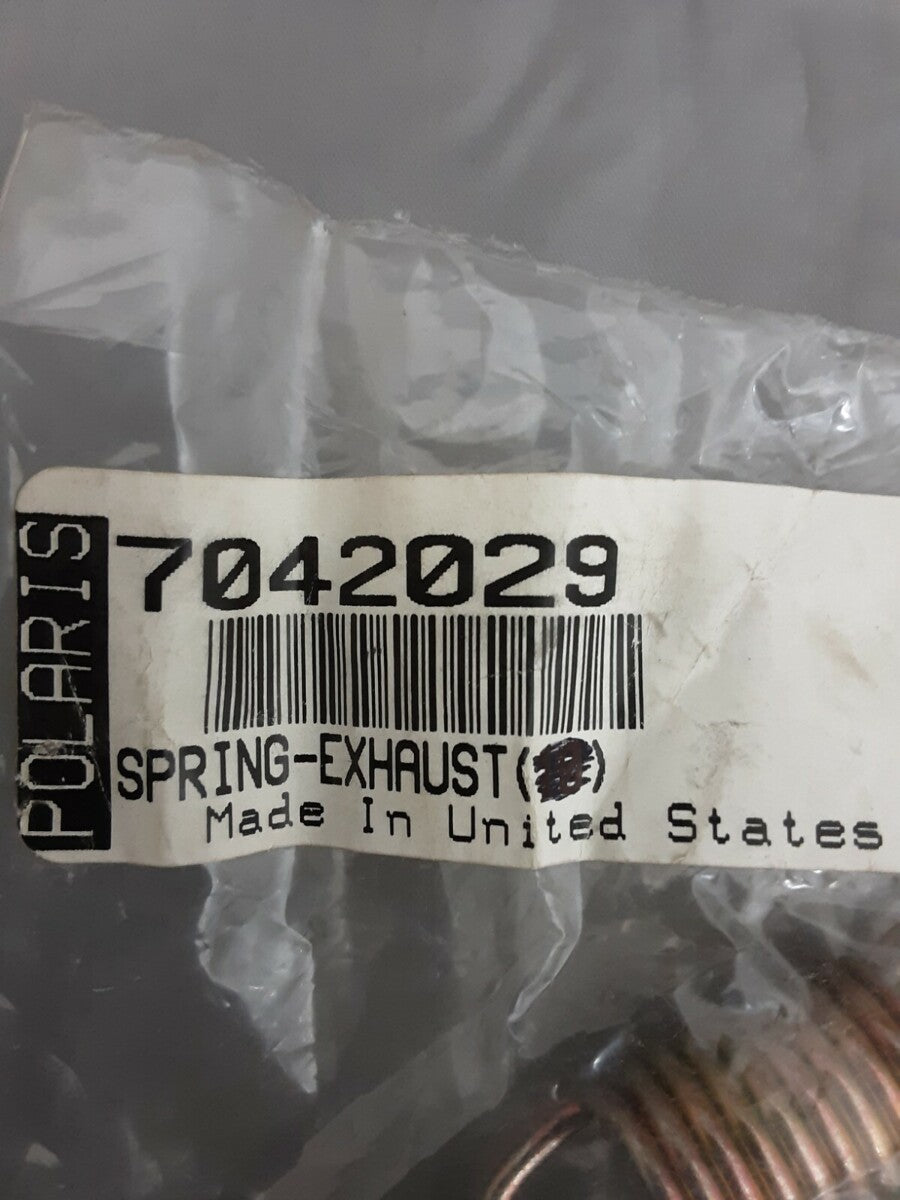 POLARIS
7042029
SPRING-EXHAUST( )
Made In United States